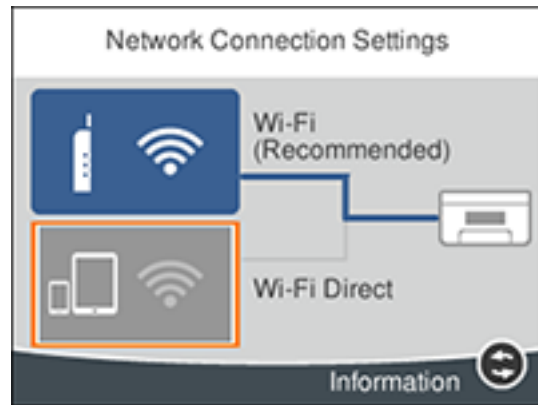 Network Connection Settings
Wi-Fi
(Recommended)
Wi-Fi Direct
Information